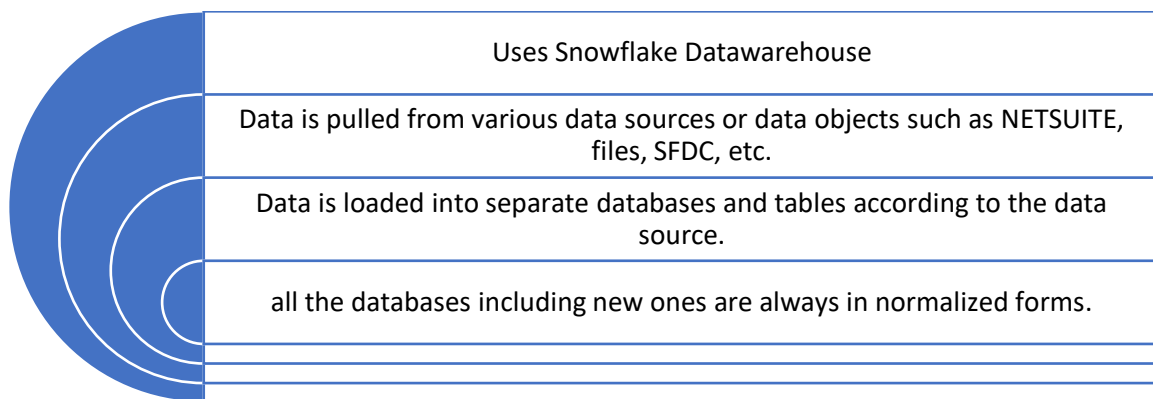 Uses Snowflake Datawarehouse
Data is pulled from various data sources or data objects such as NETSUITE,
files, SFDC, etc.
Data is loaded into separate databases and tables according to the data
source.
all the databases including new ones are always in normalized forms.